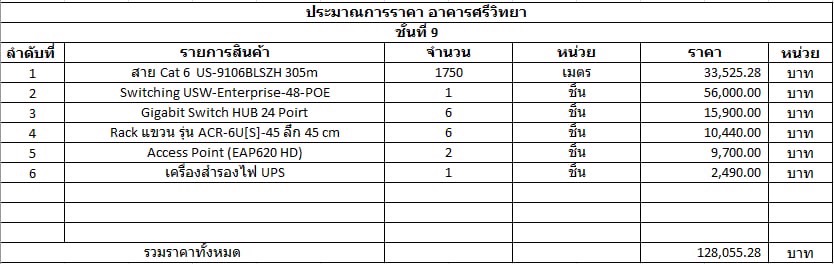 ประมาณการราคา อาคารศรีวิทยา
ชั้นที่ 9
ลำดับที่ รายการสินค้า จำนวน หน่วย ราคา หน่วย
1 สาย Cat 6 US-9106BLSZH 305m 1750 เมตร 33,525.28 บาท
2 Switching USW-Enterprise-48-POE 1 ชิ้น 56,000.00 บาท
3 Gigabit Switch HUB 24 Poirt 6 ชิ้น 15,900.00 บาท
4 Rack แขวน รุ่น ACR-6U[S]-45 ลึก 45 cm 6 ชิ้น 10,440.00 บาท
5 Access Point (EAP620 HD) 2 ชิ้น 9,700.00 บาท
6 เครื่องสำรองไฟ UPS 1 ชิ้น 2,490.00 บาท
รวมราคาทั้งหมด 128,055.28 บาท